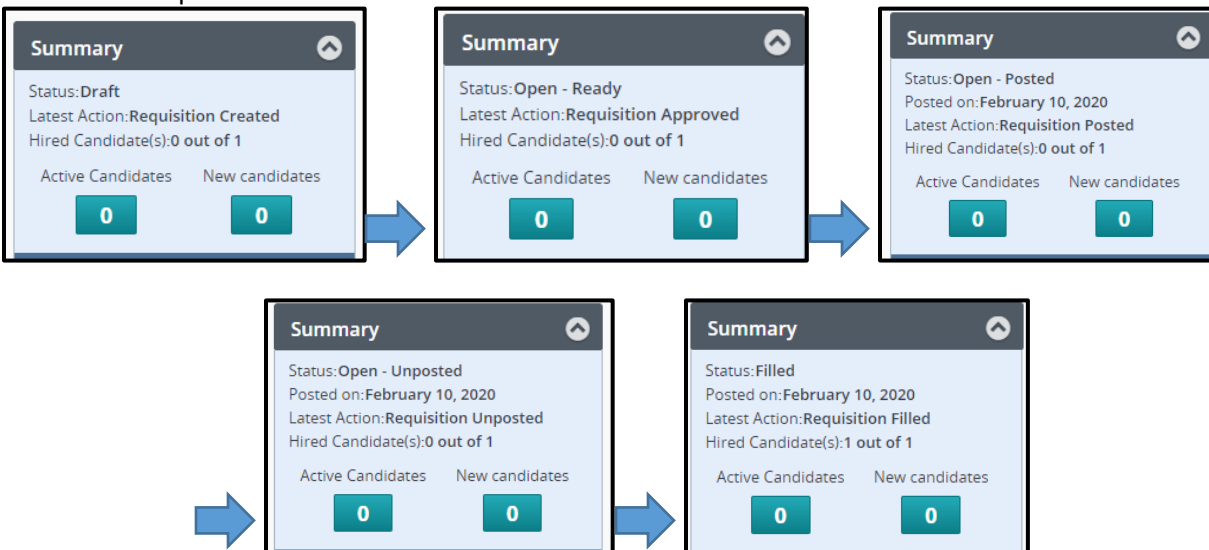 Summary
Status:Draft
Latest Action:Requisition Created
Hired Candidate(s):0 out of 1
Active Candidates New candidates
0 0
Summary
Status:Open - Ready
Latest Action:Requisition Approved
Hired Candidate(s):0 out of 1
Active Candidates New candidates
0 0
Summary
Status:Open - Posted
Posted on:February 10, 2020
Latest Action:Requisition Posted
Hired Candidate(s):0 out of 1
Active Candidates New candidates
0 0
Summary
Status:Open - Unposted
Posted on:February 10, 2020
Latest Action:Requisition Unposted
Hired Candidate(s):0 out of 1
Active Candidates New candidates
0 0
Summary
Status:Filled
Posted on:February 10, 2020
Latest Action:Requisition Filled
Hired Candidate(s):1 out of 1
Active Candidates New candidates
0 0